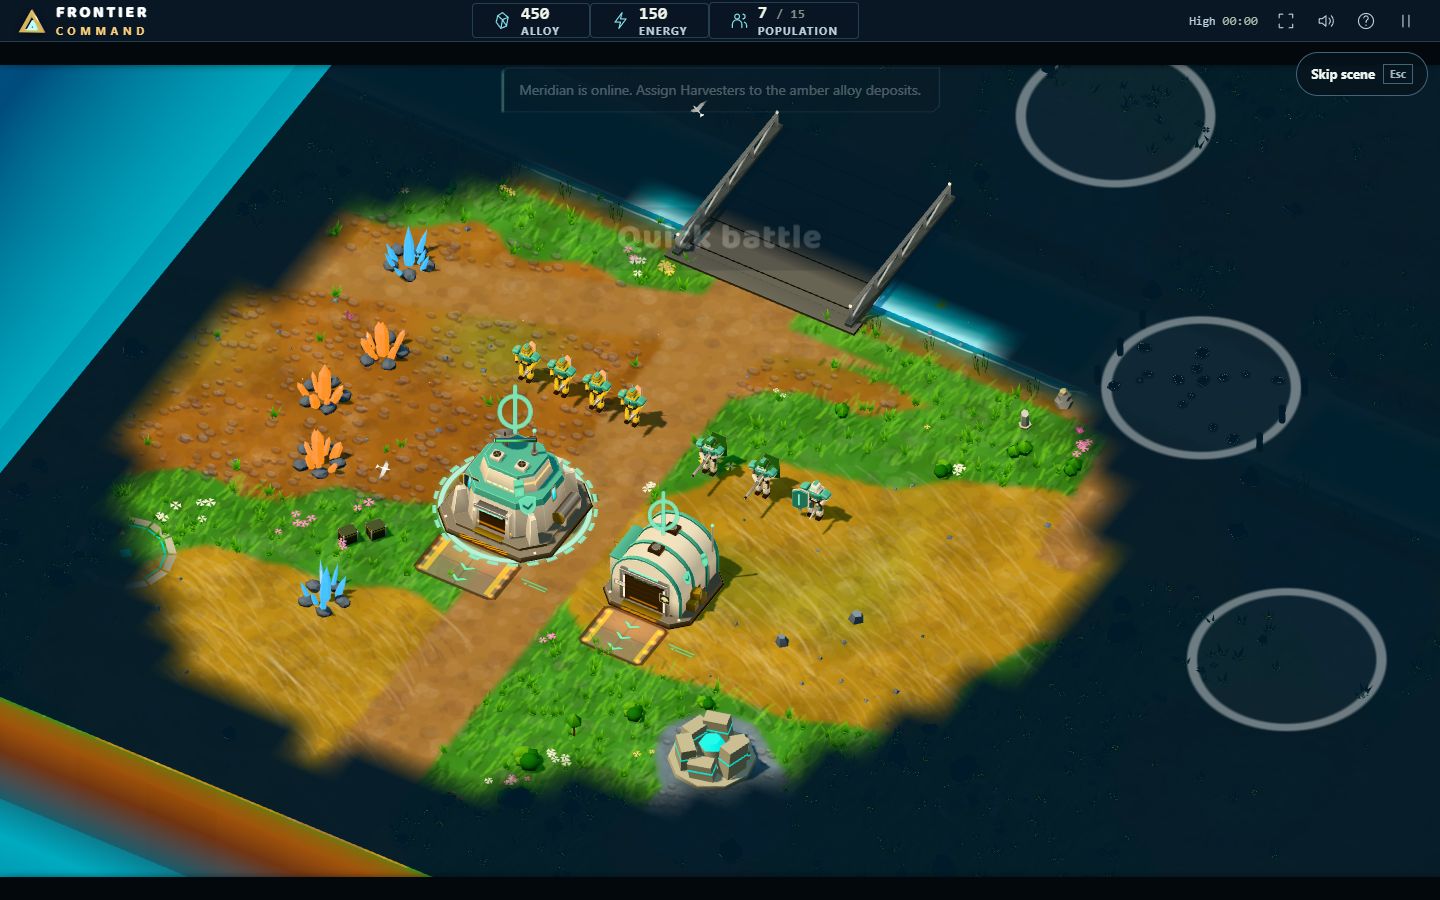 FRONTIER
COMMAND
450
ALLOY
150
ENERGY
7 / 15
POPULATION
High 00:00
Skip scene Esc
Meridian is online. Assign Harvesters to the amber alloy deposits.
Quick battle